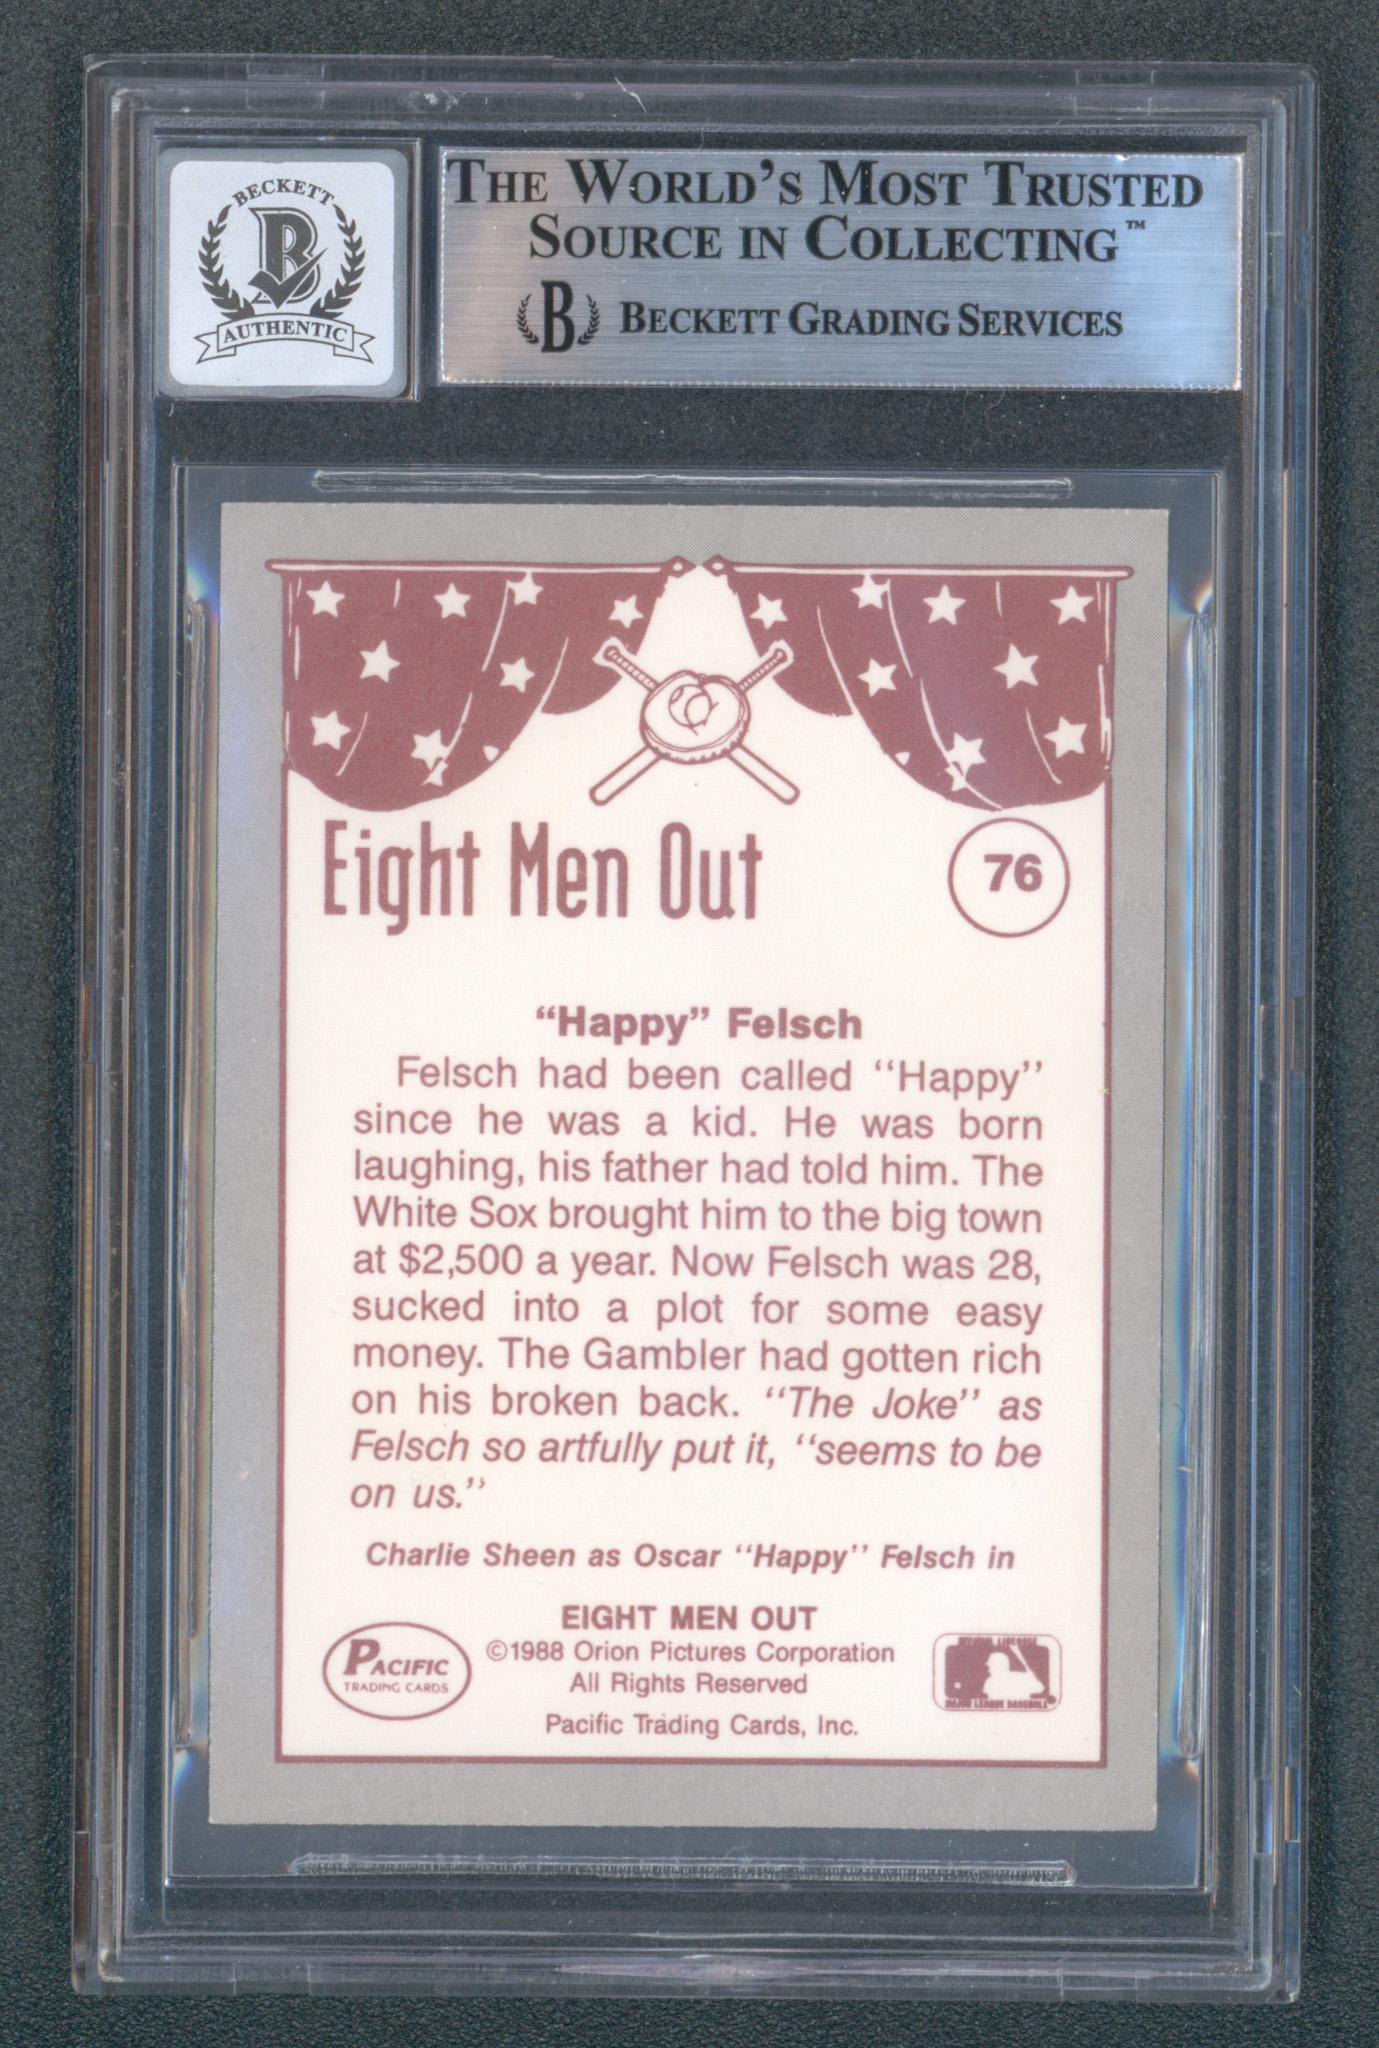 BECKETT
B
AUTHENTIC
THE WORLD'S MOST TRUSTED
SOURCE IN COLLECTING™
B BECKETT GRADING SERVICES
Eight Men Out
76
“Happy” Felsch
Felsch had been called ‘‘Happy’’
since he was a kid. He was born
laughing, his father had told him. The
White Sox brought him to the big town
at $2,500 a year. Now Felsch was 28,
sucked into a plot for some easy
money. The Gambler had gotten rich
on his broken back. ‘‘The Joke’’ as
Felsch so artfully put it, ‘‘seems to be
on us.’’
Charlie Sheen as Oscar ‘‘Happy’’ Felsch in
EIGHT MEN OUT
©1988 Orion Pictures Corporation
All Rights Reserved
Pacific Trading Cards, Inc.
PACIFIC
TRADING CARDS
OFFICIAL LICENSEE
MAJOR LEAGUE BASEBALL